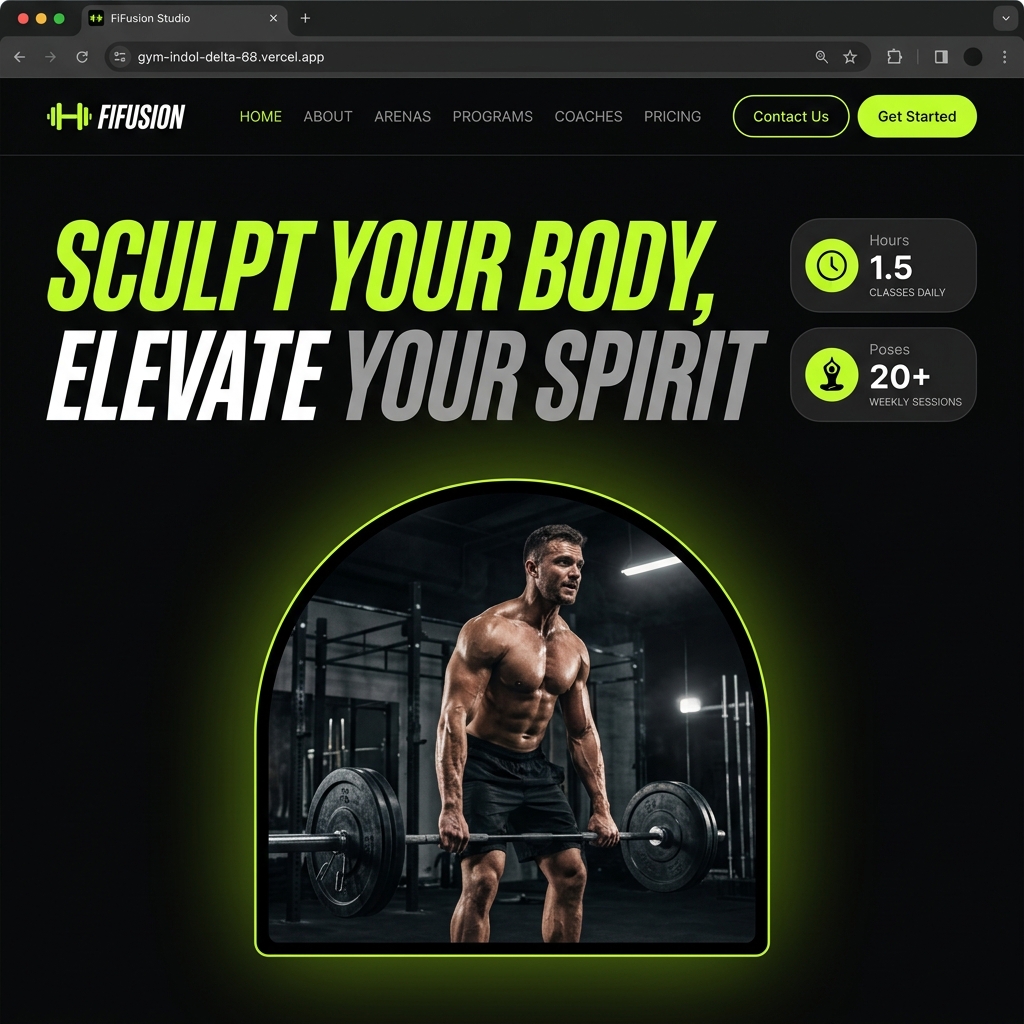 FiFusion Studio
gym-indol-delta-68.vercel.app
FIFUSION
HOME ABOUT ARENAS PROGRAMS COACHES PRICING Contact Us Get Started
SCULPT YOUR BODY,
ELEVATE YOUR SPIRIT
Hours
1.5
CLASSES DAILY
Poses
20+
WEEKLY SESSIONS